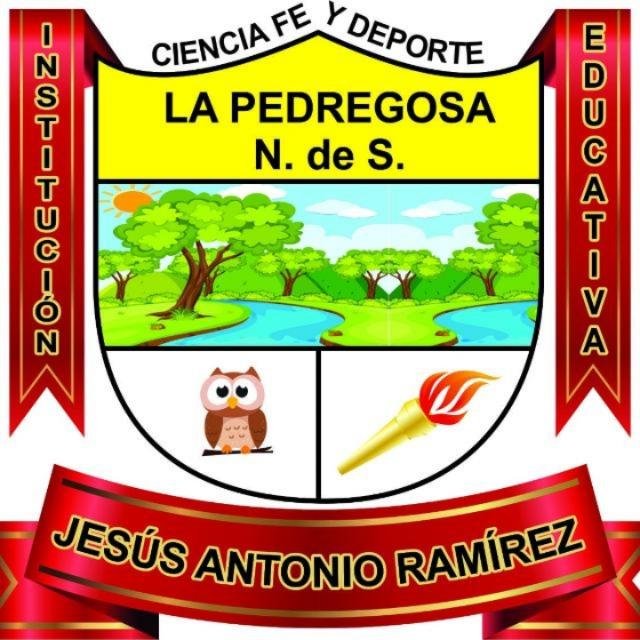 CIENCIA FE Y DEPORTE
INSTITUCIÓN
EDUCATIVA
LA PEDREGOSA
N. de S.
JESÚS ANTONIO RAMÍREZ